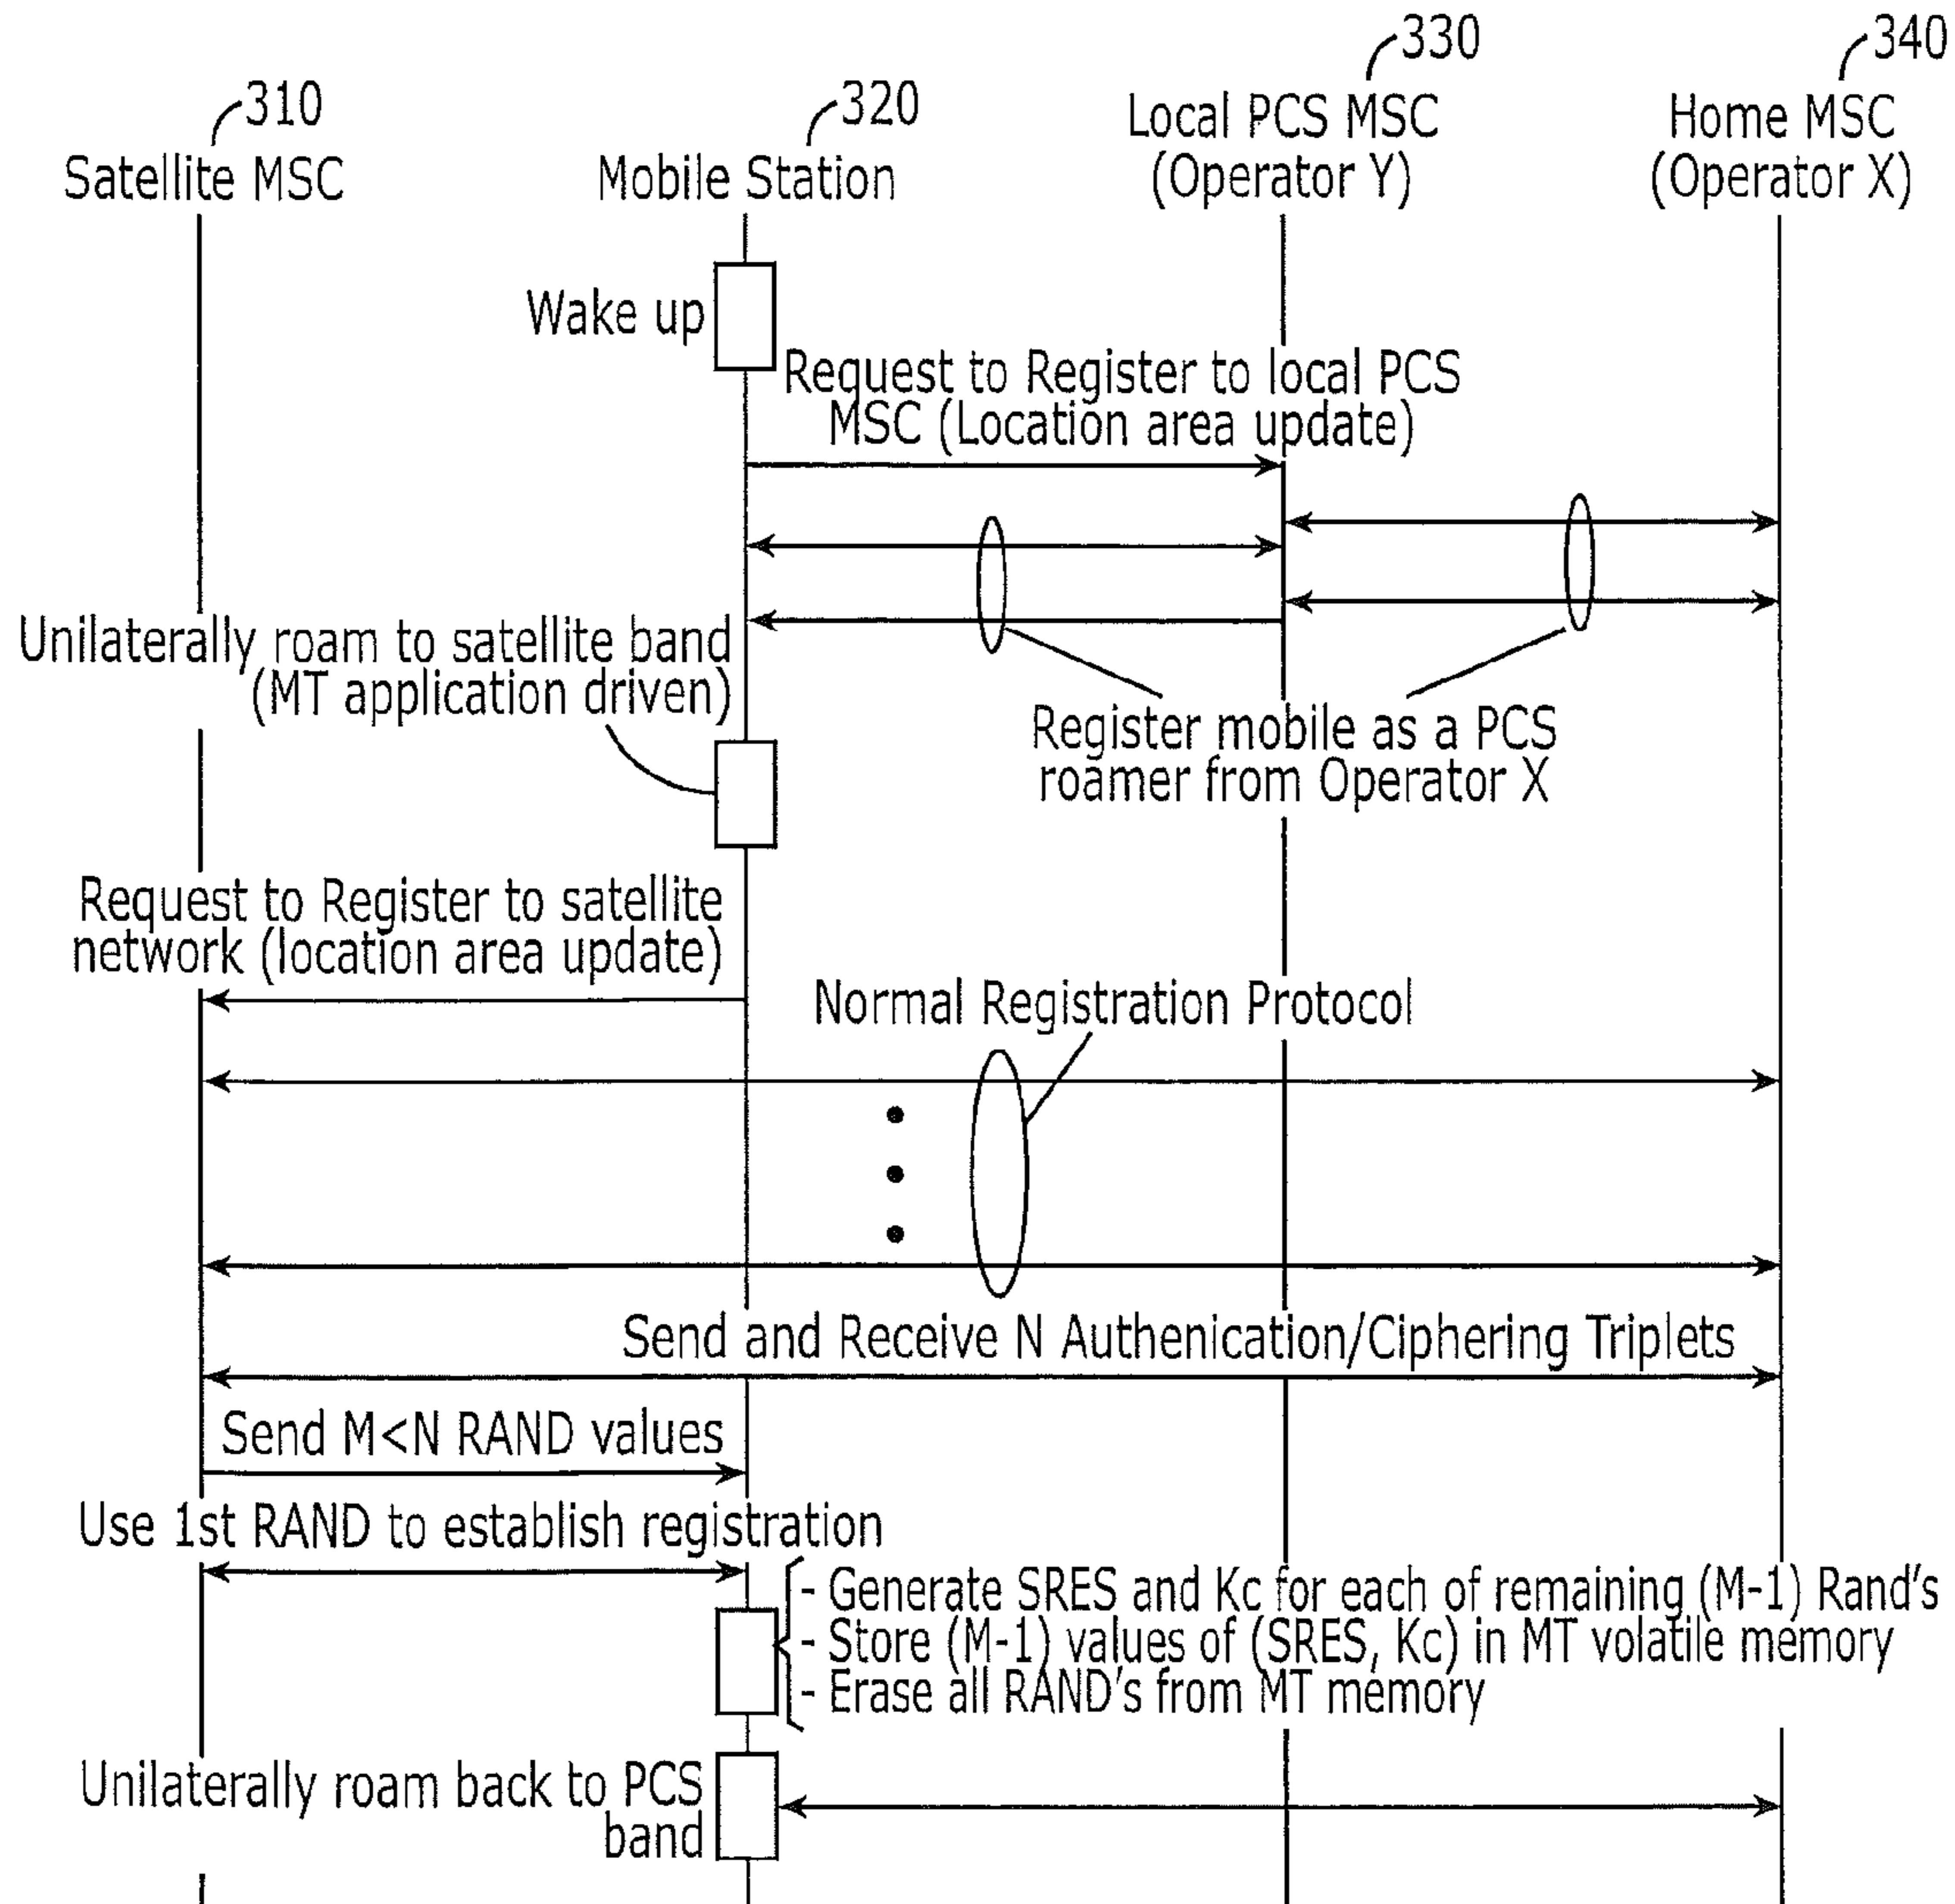 330
340
310
320
Local PCS MSC
(Operator Y)
Home MSC
(Operator X)
Satellite MSC
Mobile Station
Wake up
Request to Register to local PCS
MSC (Location area update)
Unilaterally roam to satellite band
(MT application driven)
Register mobile as a PCS
roamer from Operator X
Request to Register to satellite
network (location area update)
Normal Registration Protocol
Send and Receive N Authenication/Ciphering Triplets
Send M<N RAND values
Use 1st RAND to establish registration
- Generate SRES and Kc for each of remaining (M-1) Rand's
- Store (M-1) values of (SRES, Kc) in MT volatile memory
- Erase all RAND's from MT memory
Unilaterally roam back to PCS
band